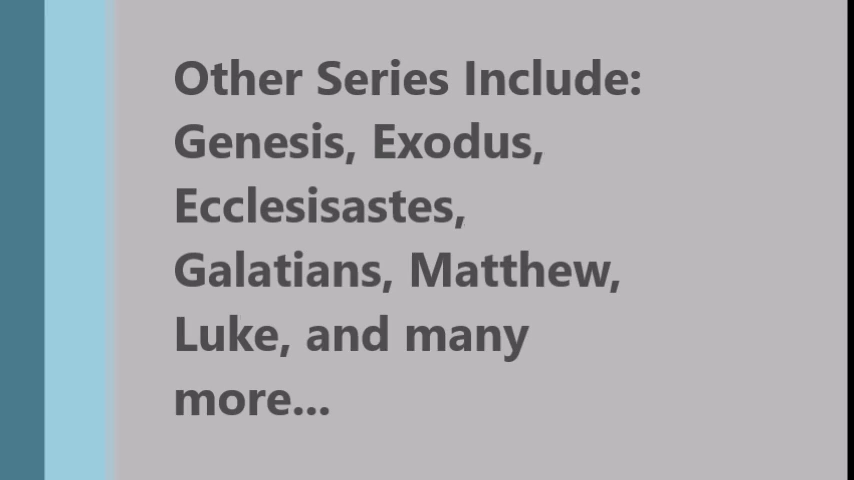 Other Series Include:
Genesis, Exodus,
Ecclesisastes,
Galatians, Matthew,
Luke, and many
more...